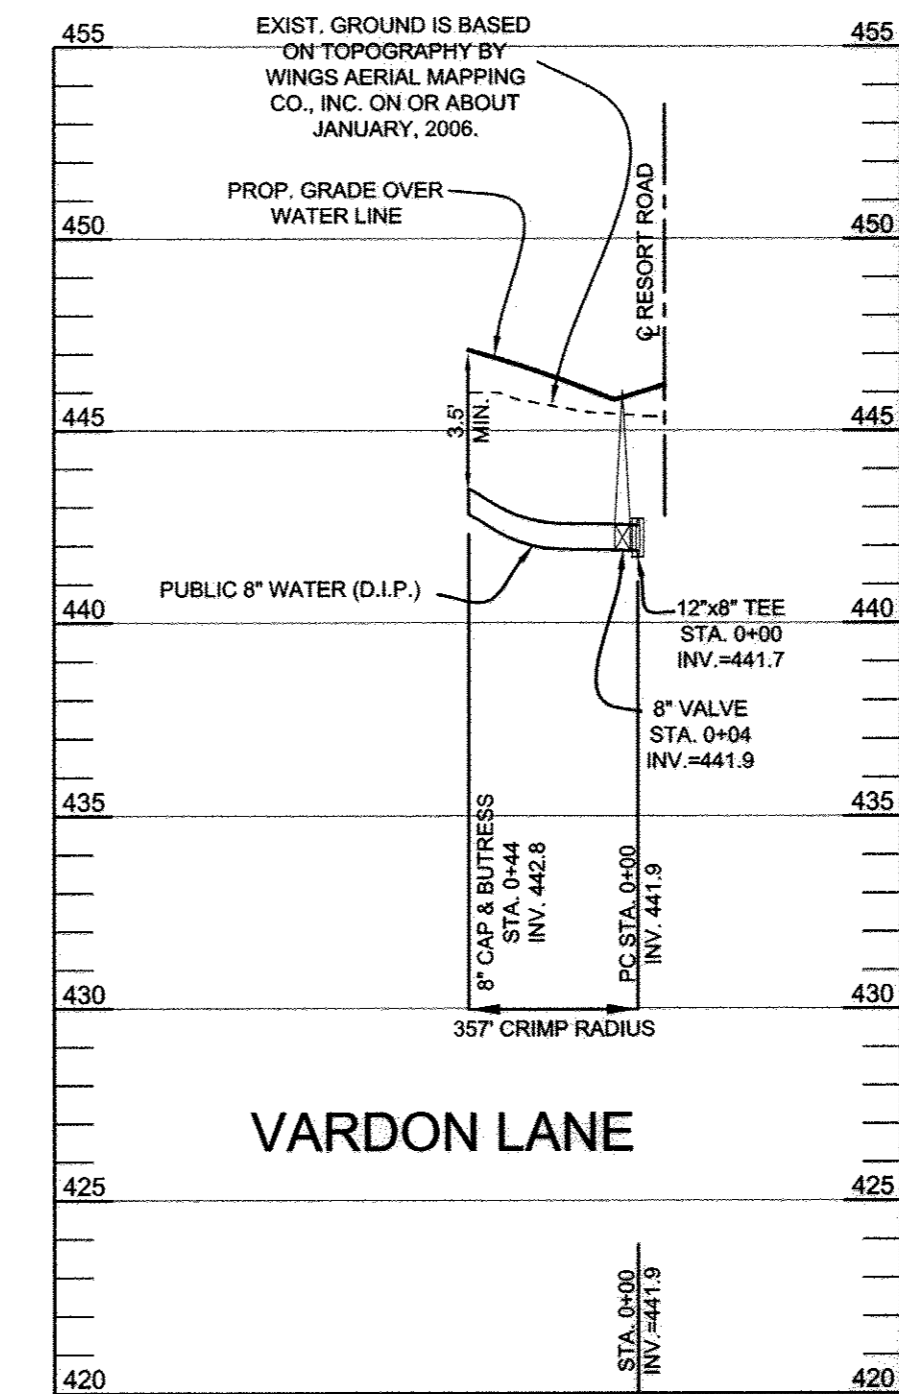 455
455
EXIST. GROUND IS BASED
ON TOPOGRAPHY BY
WINGS AERIAL MAPPING
CO., INC. ON OR ABOUT
JANUARY, 2006.
PROP. GRADE OVER
WATER LINE
℄ RESORT ROAD
450
450
445
445
3.5'
MIN.
PUBLIC 8" WATER (D.I.P.)
440
440
12"x8" TEE
STA. 0+00
INV.=441.7
8" VALVE
STA. 0+04
INV.=441.9
435
435
8" CAP & BUTRESS
STA. 0+44
INV. 442.8
PC STA. 0+00
INV. 441.9
430
430
357' CRIMP RADIUS
VARDON LANE
425
425
STA. 0+00
INV.=441.9
420
420